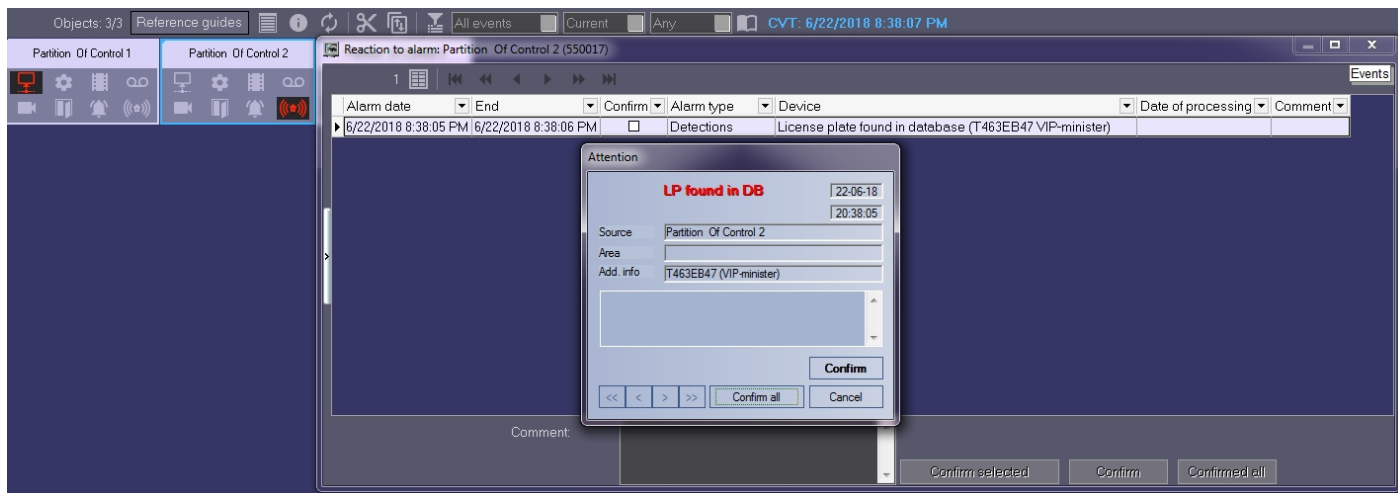 Objects: 3/3 Reference guides All events Current Any CVT: 6/22/2018 8:38:07 PM
Partition Of Control 1 Partition Of Control 2
Reaction to alarm: Partition Of Control 2 (550017)
1
Events
Alarm date End Confirm Alarm type Device Date of processing Comment
6/22/2018 8:38:05 PM 6/22/2018 8:38:06 PM Detections License plate found in database (T463EB47 VIP-minister)
Attention
LP found in DB 22-06-18
20:38:05
Source Partition Of Control 2
Area
Add. info T463EB47 (VIP-minister)
Confirm
<< < > >> Confirm all Cancel
Comment:
Confirm selected Confirm Confirmed all